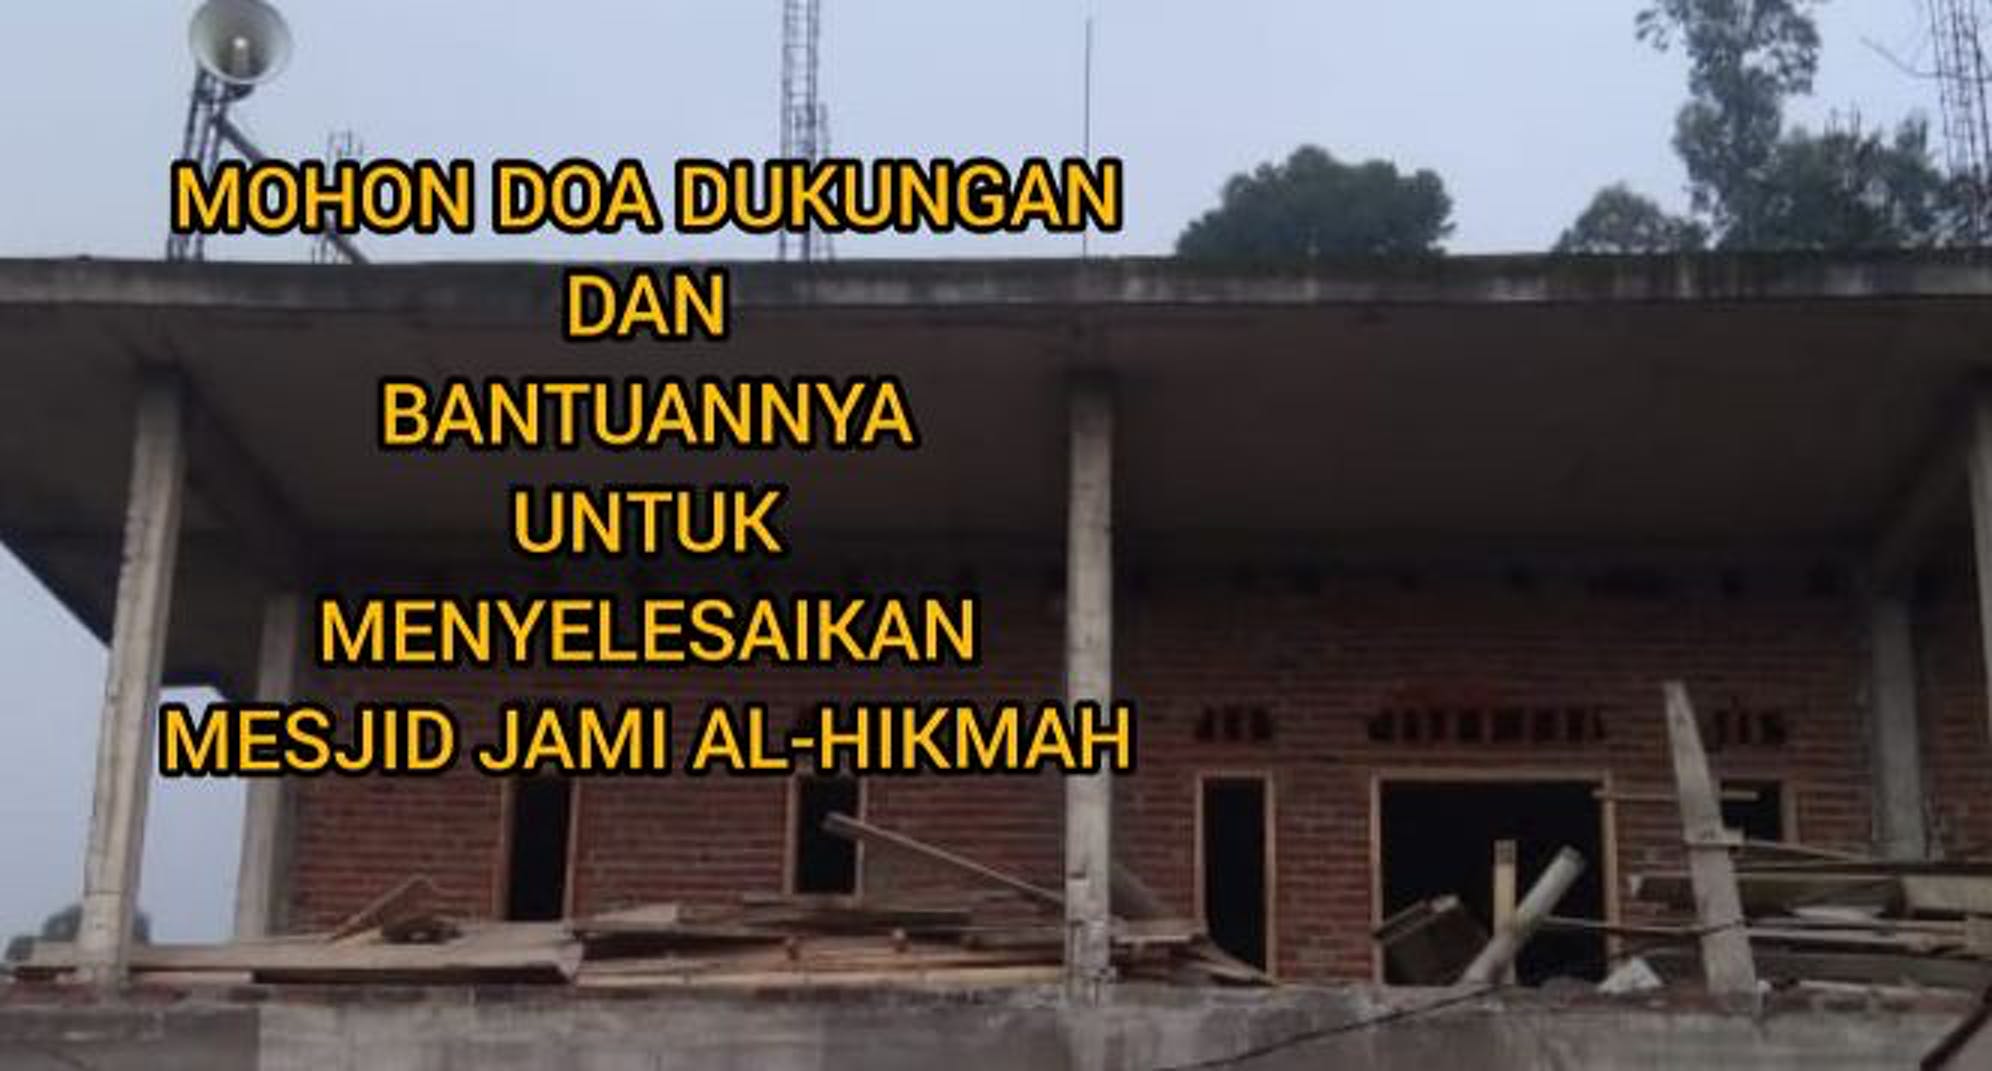 MOHON DOA DUKUNGAN
DAN
BANTUANNYA
UNTUK
MENYELESAIKAN
MESJID JAMI AL-HIKMAH